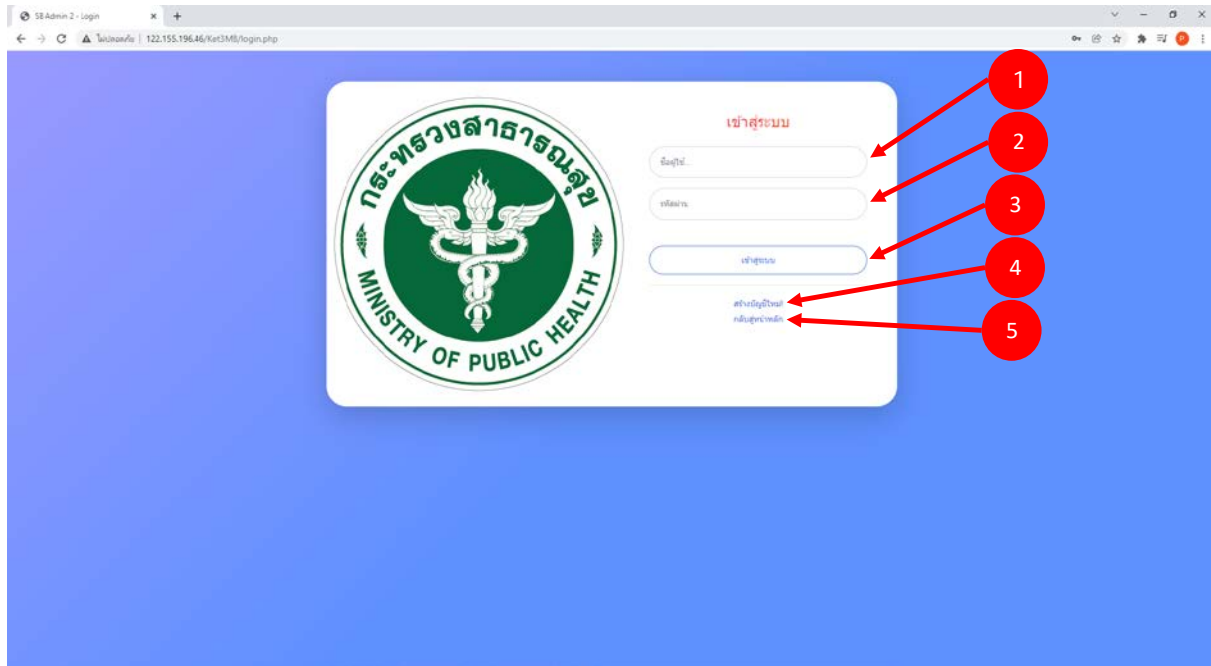 SB Admin 2 - Login
ไม่ปลอดภัย | 122.155.196.46/Ket3MB/login.php
P
กระทรวงสาธารณสุข
MINISTRY OF PUBLIC HEALTH
เข้าสู่ระบบ
ชื่อผู้ใช้...
รหัสผ่าน
เข้าสู่ระบบ
สร้างบัญชีใหม่!
กลับสู่หน้าหลัก
1
2
3
4
5